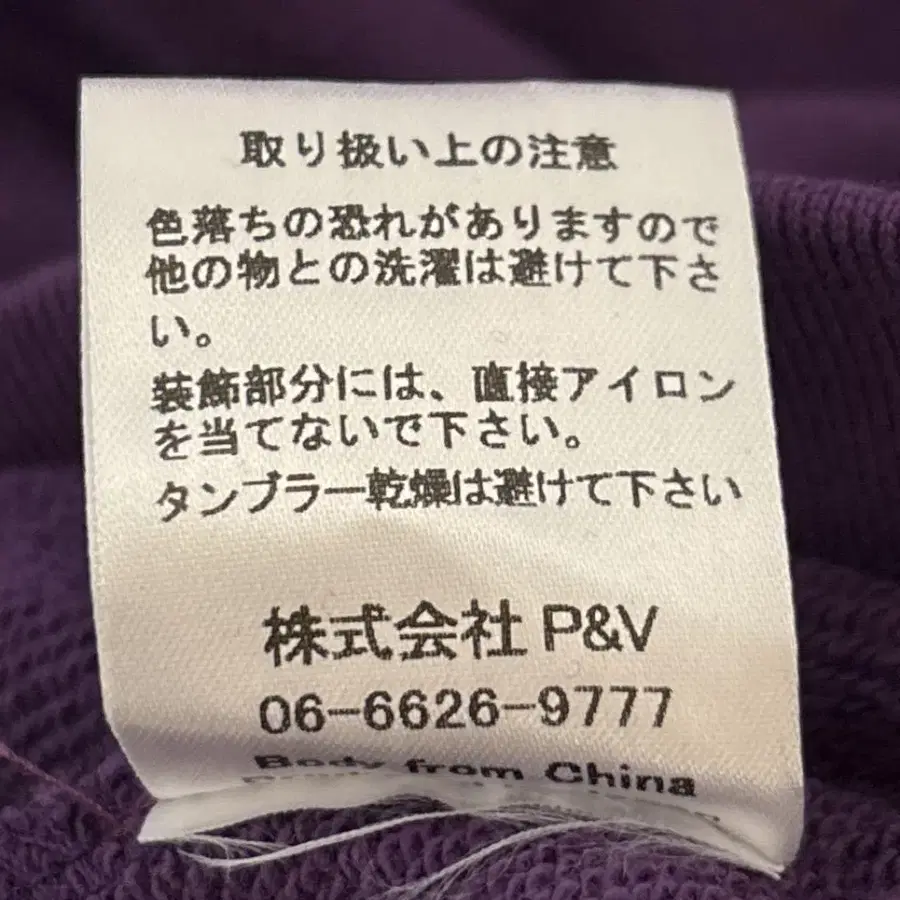 取り扱い上の注意
色落ちの恐れがありますので
他の物との洗濯は避けて下さ
い。
装飾部分には、直接アイロン
を当てないで下さい。
タンブラー乾燥は避けて下さい
株式会社 P&V
06-6626-9777
Body from China